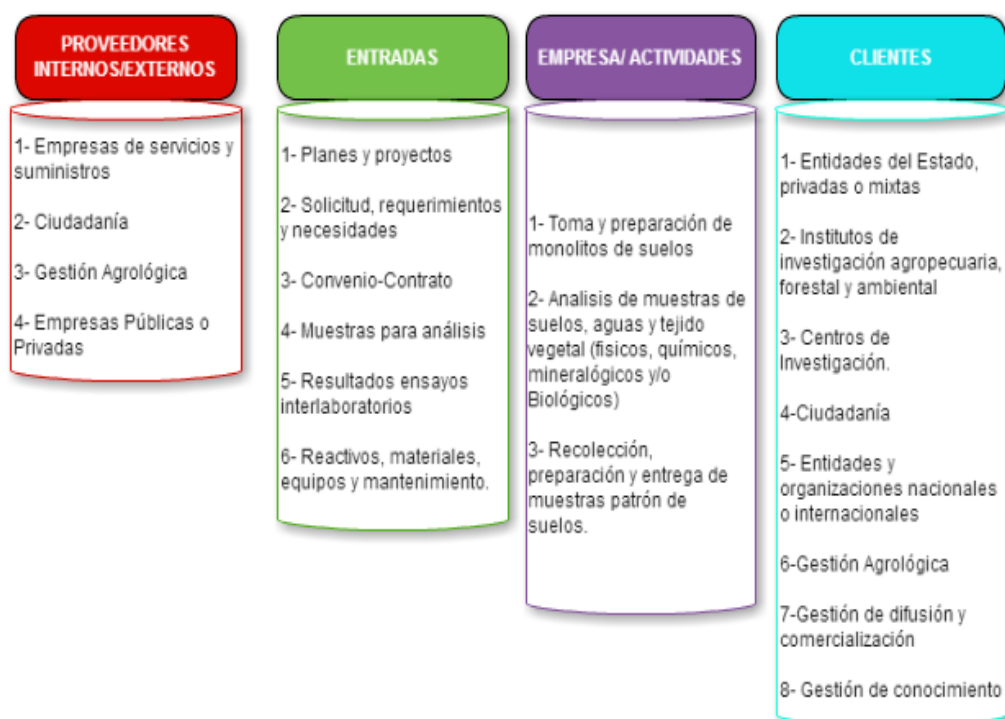 PROVEEDORES
INTERNOS/EXTERNOS
1- Empresas de servicios y
suministros
2- Ciudadanía
3- Gestión Agrológica
4- Empresas Públicas o
Privadas
ENTRADAS
1- Planes y proyectos
2- Solicitud, requerimientos
y necesidades
3- Convenio-Contrato
4- Muestras para análisis
5- Resultados ensayos
interlaboratorios
6- Reactivos, materiales,
equipos y mantenimiento.
EMPRESA/ ACTIVIDADES
1- Toma y preparación de
monolitos de suelos
2- Analisis de muestras de
suelos, aguas y tejido
vegetal (fisicos, químicos,
mineralógicos y/o
Biológicos)
3- Recolección,
preparación y entrega de
muestras patrón de
suelos.
CLIENTES
1- Entidades del Estado,
privadas o mixtas
2- Institutos de
investigación agropecuaria,
forestal y ambiental
3- Centros de
Investigación.
4-Ciudadanía
5- Entidades y
organizaciones nacionales
o internacionales
6-Gestión Agrológica
7-Gestión de difusión y
comercialización
8- Gestión de conocimiento